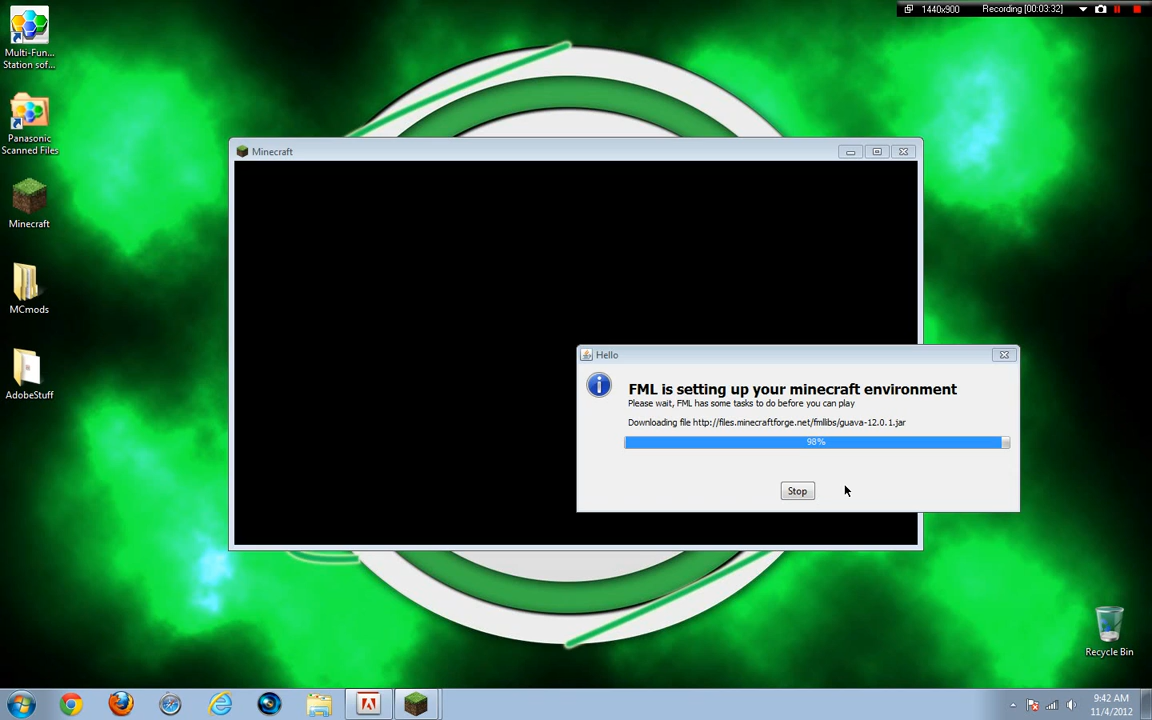 1440x900
Recording [00:03:32]
Multi-Fun...
Station sof...
Panasonic
Scanned Files
Minecraft
MCmods
AdobeStuff
Minecraft
Hello
FML is setting up your minecraft environment
Please wait, FML has some tasks to do before you can play
Downloading file http://files.minecraftforge.net/fmllibs/guava-12.0.1.jar
98%
Stop
Recycle Bin
9:42 AM
11/4/2012